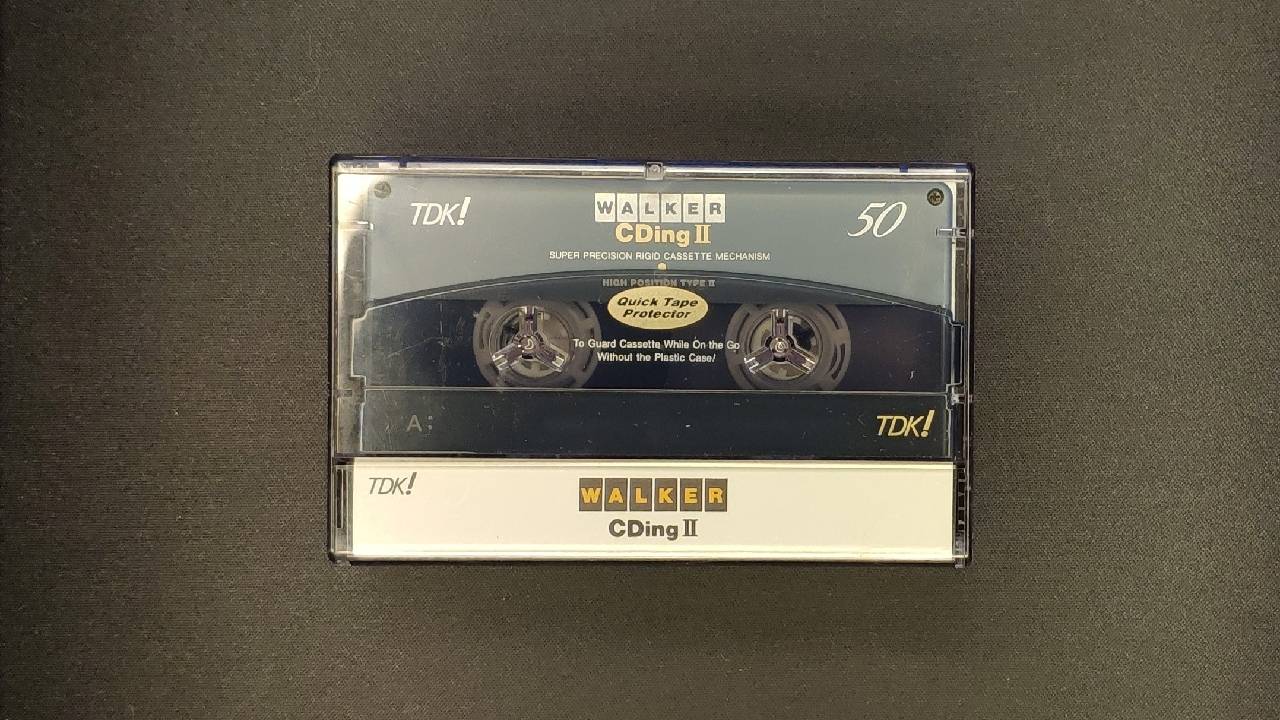 TDK!
WALKER
50
CDing II
SUPER PRECISION RIGID CASSETTE MECHANISM
HIGH POSITION TYPE II
Quick Tape
Protector
To Guard Cassette While On the Go
Without the Plastic Case!
A:
TDK!
TDK!
WALKER
CDing II